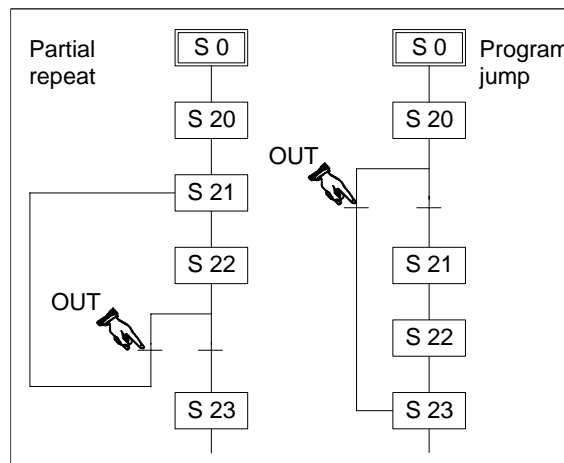 Partial
repeat
S 0
S 20
S 21
S 22
OUT
S 23
Program
jump
S 0
S 20
OUT
S 21
S 22
S 23